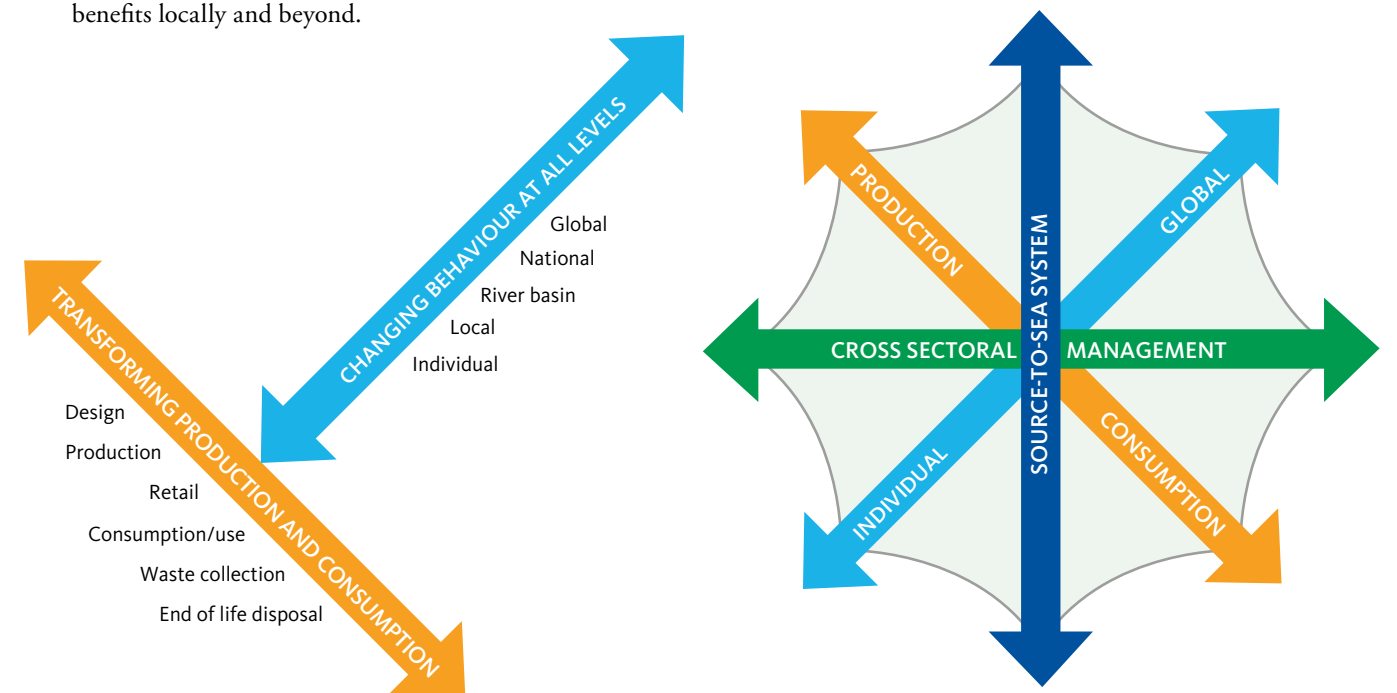 benefits locally and beyond.
CHANGING BEHAVIOUR AT ALL LEVELS
Global
National
River basin
Local
Individual
TRANSFORMING PRODUCTION AND CONSUMPTION
Design
Production
Retail
Consumption/use
Waste collection
End of life disposal
PRODUCTION
GLOBAL
SOURCE-TO-SEA SYSTEM
CROSS SECTORAL MANAGEMENT
INDIVIDUAL
CONSUMPTION